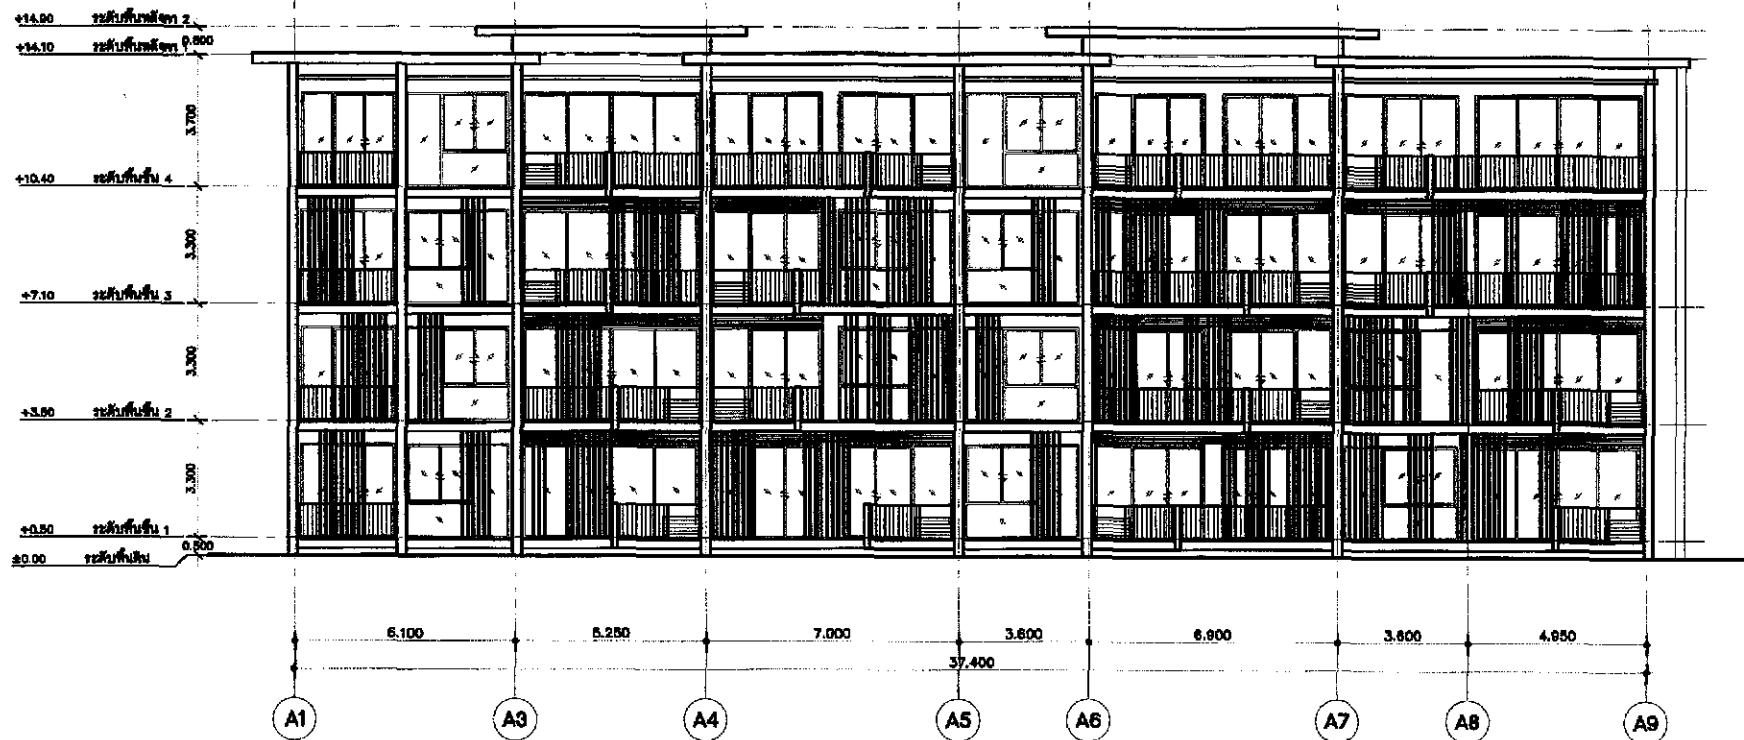 +14.90 ระดับพื้นหลังคา 2
0.800
+14.10 ระดับพื้นหลังคา 1
3.700
+10.40 ระดับพื้นชั้น 4
3.300
+7.10 ระดับพื้นชั้น 3
3.300
+3.80 ระดับพื้นชั้น 2
3.300
+0.50 ระดับพื้นชั้น 1
0.500
±0.00 ระดับพื้นดิน
6.100 5.250 7.000 3.600 6.900 3.600 4.950
37.400
A1 A3 A4 A5 A6 A7 A8 A9